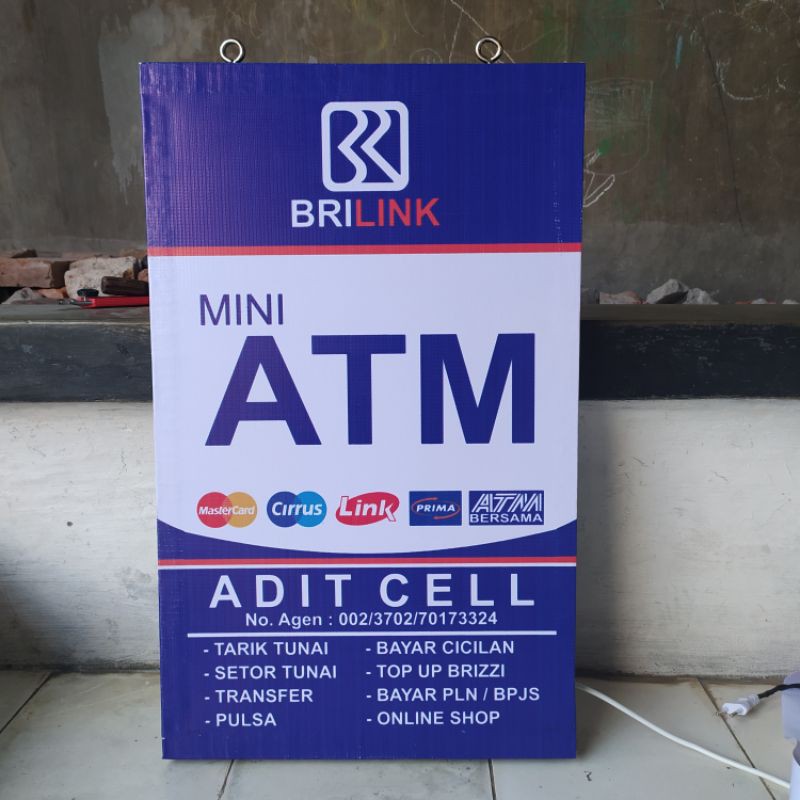 BRILINK
MINI
ATM
MasterCard Cirrus Link PRIMA ATM BERSAMA
ADIT CELL
No. Agen : 002/3702/70173324
- TARIK TUNAI
- SETOR TUNAI
- TRANSFER
- PULSA
- BAYAR CICILAN
- TOP UP BRIZZI
- BAYAR PLN / BPJS
- ONLINE SHOP